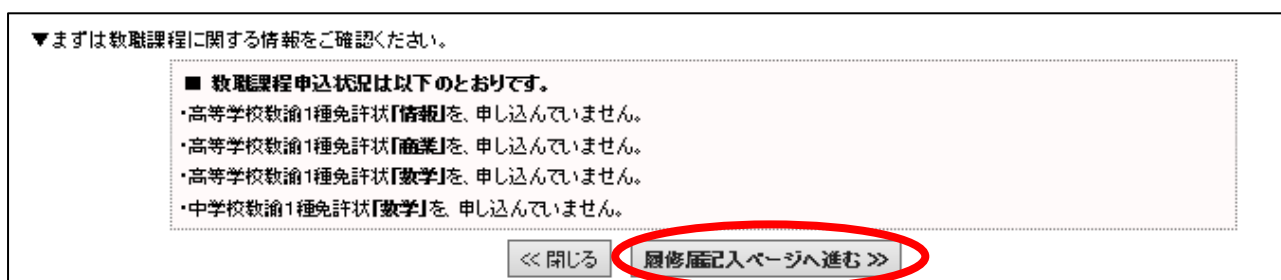 ▼まずは教職課程に関する情報をご確認ください。
■ 教職課程申込状況は以下のとおりです。
・高等学校教諭1種免許状「情報」を、申し込んでいません。
・高等学校教諭1種免許状「商業」を、申し込んでいません。
・高等学校教諭1種免許状「数学」を、申し込んでいません。
・中学校教諭1種免許状「数学」を、申し込んでいません。
<< 閉じる 履修届記入ページへ進む >>